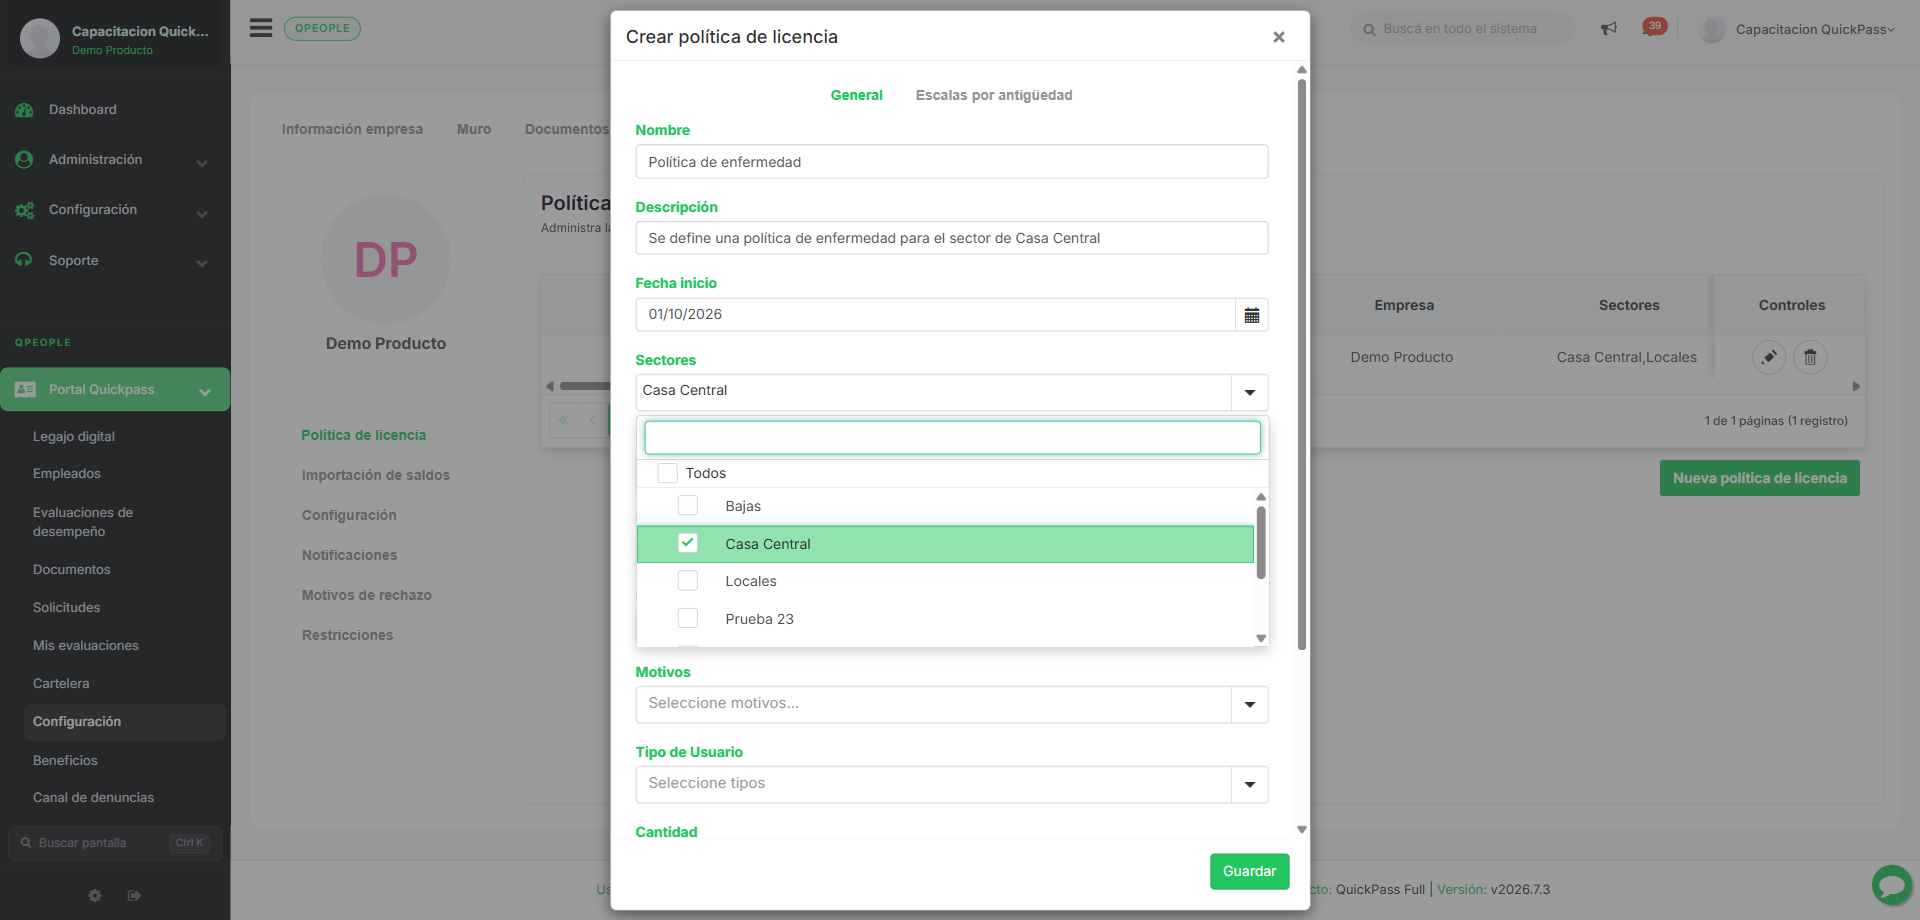 Capacitacion Quick...
Demo Producto
Dashboard
Administración
Configuración
Soporte
QPEOPLE
Portal Quickpass
Legajo digital
Empleados
Evaluaciones de
desempeño
Documentos
Solicitudes
Mis evaluaciones
Cartelera
Configuración
Beneficios
Canal de denuncias
Buscar pantalla
Ctrl K
QPEOPLE
Buscá en todo el sistema
39
Capacitacion QuickPass
Información empresa
Muro
Documentos
DP
Demo Producto
Política de licencia
Importación de saldos
Configuración
Notificaciones
Motivos de rechazo
Restricciones
Política
Administra la
Empresa
Sectores
Controles
Demo Producto
Casa Central,Locales
1 de 1 páginas (1 registro)
Nueva política de licencia
Crear política de licencia
×
General
Escalas por antigüedad
Nombre
Política de enfermedad
Descripción
Se define una política de enfermedad para el sector de Casa Central
Fecha inicio
01/10/2026
Sectores
Casa Central
Todos
Bajas
Casa Central
Locales
Prueba 23
Motivos
Seleccione motivos...
Tipo de Usuario
Seleccione tipos
Cantidad
Guardar
Us
cto: QuickPass Full | Versión: v2026.7.3